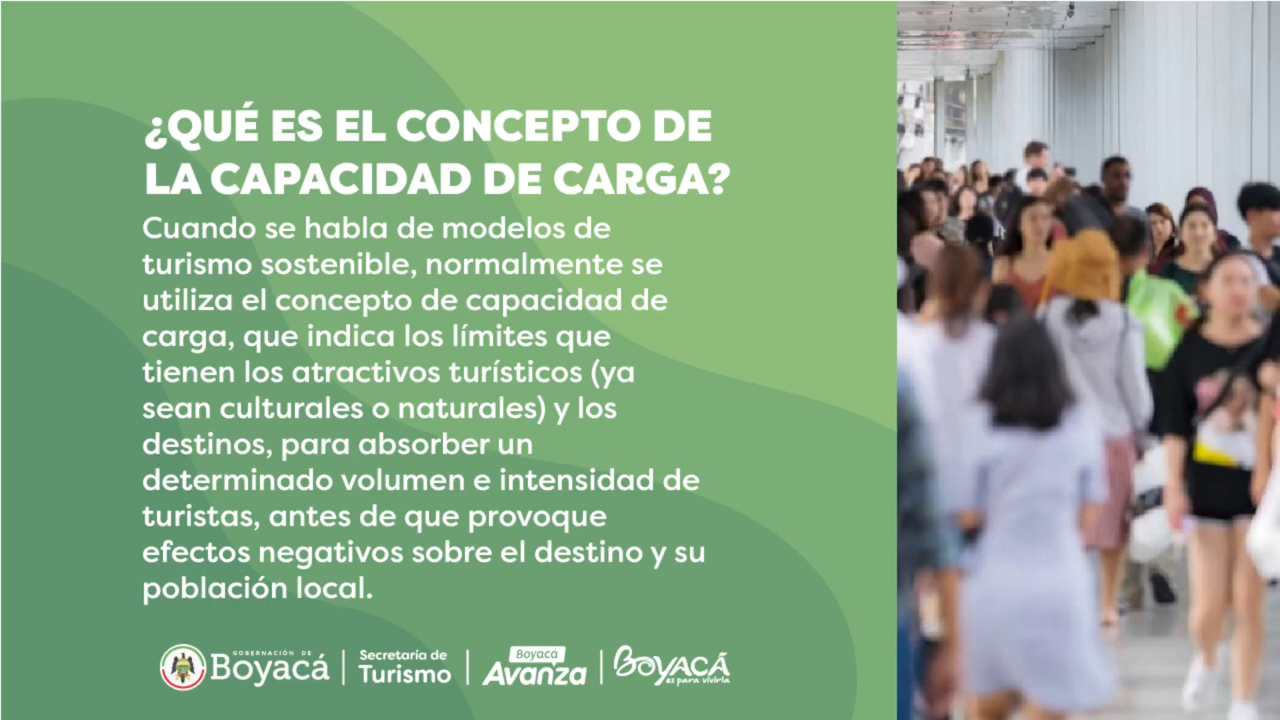 ¿QUÉ ES EL CONCEPTO DE
LA CAPACIDAD DE CARGA?
Cuando se habla de modelos de
turismo sostenible, normalmente se
utiliza el concepto de capacidad de
carga, que indica los límites que
tienen los atractivos turísticos (ya
sean culturales o naturales) y los
destinos, para absorber un
determinado volumen e intensidad de
turistas, antes de que provoque
efectos negativos sobre el destino y su
población local.
GOBERNACIÓN DE
Boyacá
Secretaría de
Turismo
Boyacá
Avanza
BOYACÁ
es para vivirla